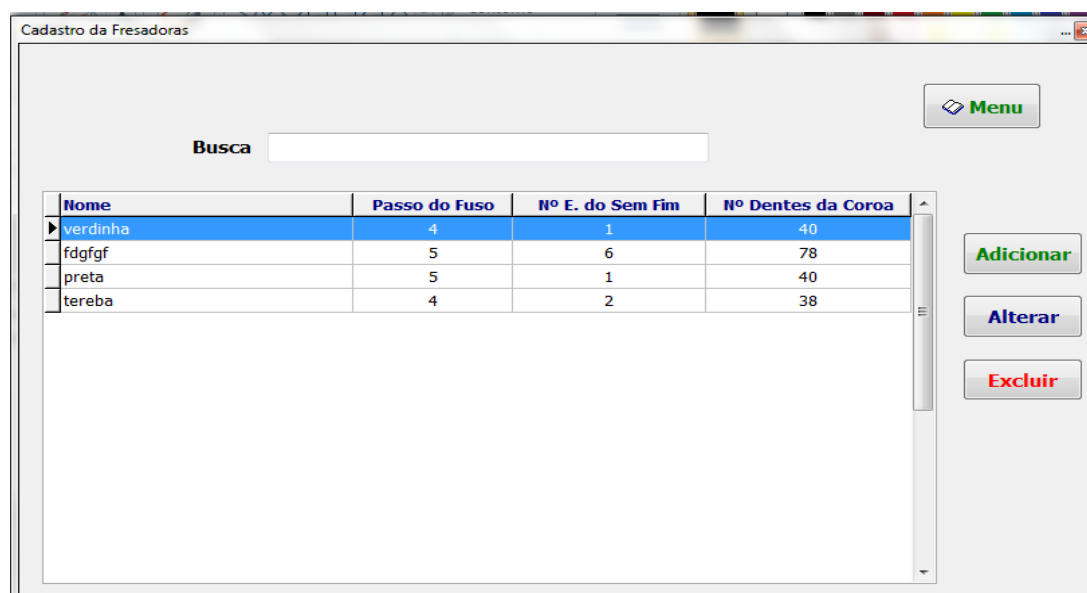 Cadastro da Fresadoras
...
Menu
Busca
Nome Passo do Fuso Nº E. do Sem Fim Nº Dentes da Coroa
verdinha 4 1 40
fdgfgf 5 6 78
preta 5 1 40
tereba 4 2 38
Adicionar
Alterar
Excluir